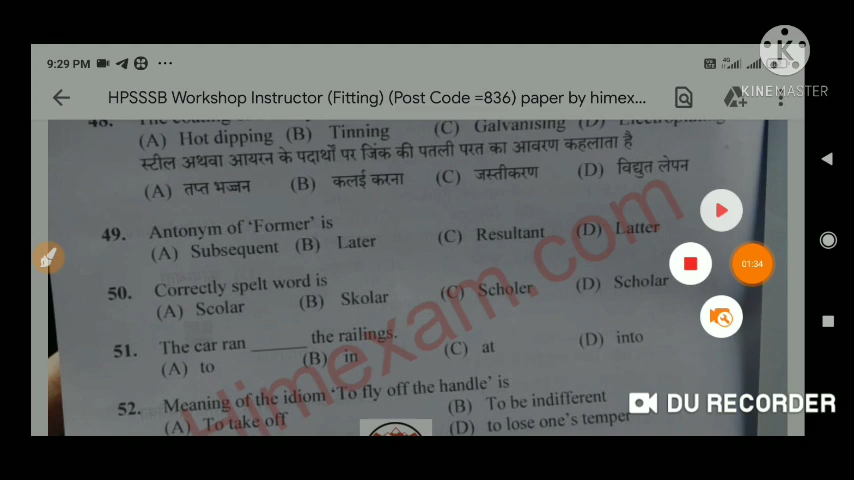 9:29 PM
4G
K
KINEMASTER
HPSSSB Workshop Instructor (Fitting) (Post Code =836) paper by himex...
48.
(A) Hot dipping (B) Tinning (C) Galvanising (D) Electroplating
स्टील अथवा आयरन के पदार्थों पर जिंक की पतली परत का आवरण कहलाता है
(A) तप्त भज्जन (B) कलई करना (C) जस्तीकरण (D) विद्युत लेपन
49. Antonym of ‘Former’ is
(A) Subsequent (B) Later (C) Resultant (D) Latter
50. Correctly spelt word is
(A) Scolar (B) Skolar (C) Scholer (D) Scholar
51. The car ran ______ the railings.
(A) to (B) in (C) at (D) into
52. Meaning of the idiom ‘To fly off the handle’ is
(A) To take off (B) To be indifferent
(D) to lose one’s temper
Himexam.com
01:34
DU RECORDER